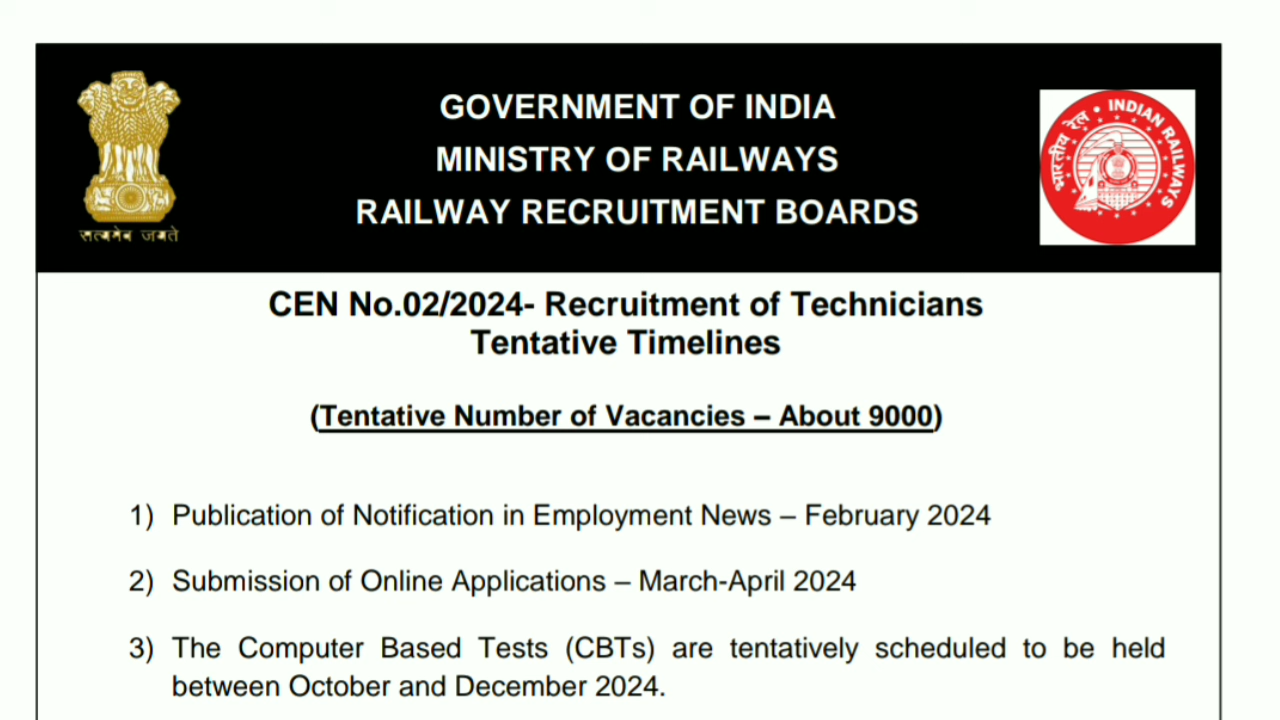 GOVERNMENT OF INDIA
MINISTRY OF RAILWAYS
RAILWAY RECRUITMENT BOARDS
सत्यमेव जयते
भारतीय रेल • INDIAN RAILWAYS
CEN No.02/2024- Recruitment of Technicians
Tentative Timelines
(Tentative Number of Vacancies – About 9000)
1) Publication of Notification in Employment News – February 2024
2) Submission of Online Applications – March-April 2024
3) The Computer Based Tests (CBTs) are tentatively scheduled to be held
between October and December 2024.